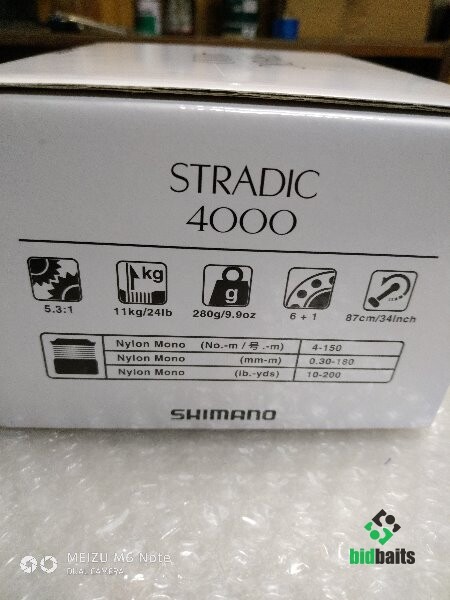 STRADIC
4000
kg
g
5.3:1
11kg/24lb
280g/9.9oz
6 + 1
87cm/34inch
Nylon Mono (No.-m / 号.-m) 4-150
Nylon Mono (mm-m) 0.30-180
Nylon Mono (lb.-yds) 10-200
SHIMANO
MEIZU M6 Note
DUAL CAMERA
bidbaits